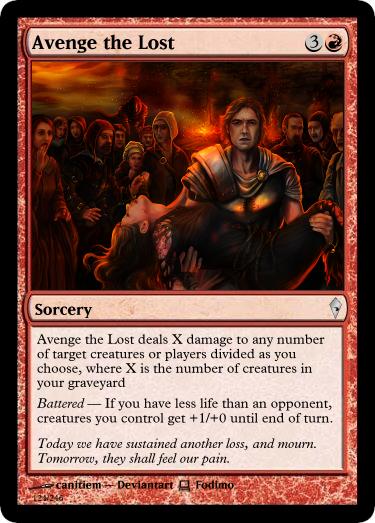 Avenge the Lost 3
Sorcery
Avenge the Lost deals X damage to any number
of target creatures or players divided as you
choose, where X is the number of creatures in
your graveyard
Battered — If you have less life than an opponent,
creatures you control get +1/+0 until end of turn.
Today we have sustained another loss, and mourn.
Tomorrow, they shall feel our pain.
canitiem — Deviantart Fodimo